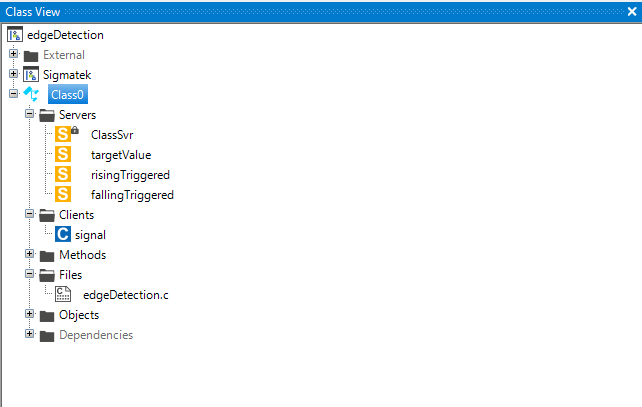 Class View
edgeDetection
External
Sigmatek
Class0
Servers
S ClassSvr
S targetValue
S risingTriggered
S fallingTriggered
Clients
C signal
Methods
Files
C edgeDetection.c
Objects
Dependencies